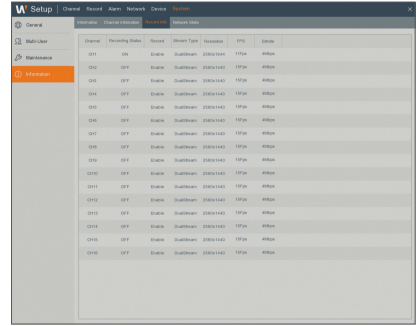 Setup Channel Record Alarm Network Device System X
General
Multi-User
Maintenance
Information
Information Channel Information Record Info Network State
Channel Recording Status Record Stream Type Resolution FPS Bitrate
CH1 ON Enable DualStream 2592x1944 11Fps 4Mbps
CH2 OFF Enable DualStream 2560x1440 15Fps 4Mbps
CH3 OFF Enable DualStream 2560x1440 15Fps 4Mbps
CH4 OFF Enable DualStream 2560x1440 15Fps 4Mbps
CH5 OFF Enable DualStream 2560x1440 15Fps 4Mbps
CH6 OFF Enable DualStream 2560x1440 15Fps 4Mbps
CH7 OFF Enable DualStream 2560x1440 15Fps 4Mbps
CH8 OFF Enable DualStream 2560x1440 15Fps 4Mbps
CH9 OFF Enable DualStream 2560x1440 15Fps 4Mbps
CH10 OFF Enable DualStream 2560x1440 15Fps 4Mbps
CH11 OFF Enable DualStream 2560x1440 15Fps 4Mbps
CH12 OFF Enable DualStream 2560x1440 15Fps 4Mbps
CH13 OFF Enable DualStream 2560x1440 15Fps 4Mbps
CH14 OFF Enable DualStream 2560x1440 15Fps 4Mbps
CH15 OFF Enable DualStream 2560x1440 15Fps 4Mbps
CH16 OFF Enable DualStream 2560x1440 15Fps 4Mbps